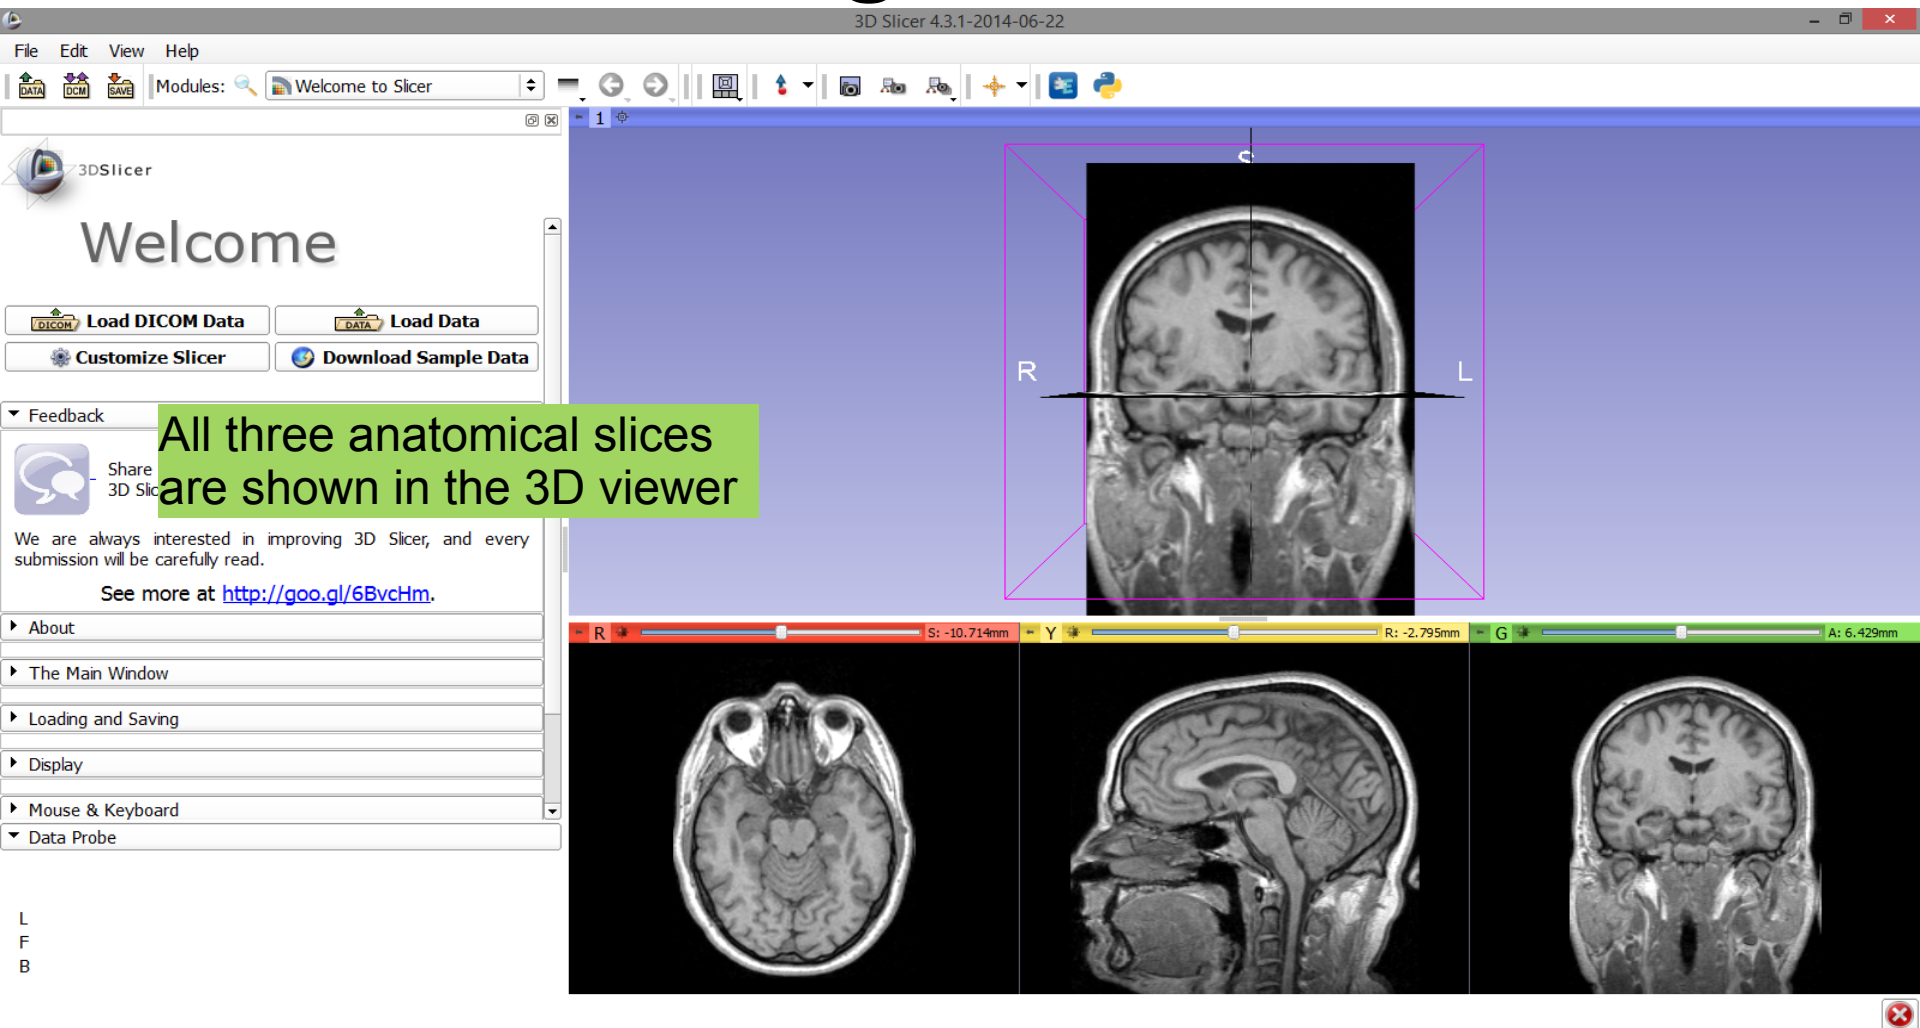 3D Slicer 4.3.1-2014-06-22
File Edit View Help
DATA DCM SAVE Modules: Welcome to Slicer
1
3DSlicer
Welcome
DICOM Load DICOM Data DATA Load Data
Customize Slicer Download Sample Data
Feedback
All three anatomical slices
are shown in the 3D viewer
Share
3D Slic
We are always interested in improving 3D Slicer, and every
submission will be carefully read.
See more at http://goo.gl/6BvcHm.
About
The Main Window
Loading and Saving
Display
Mouse & Keyboard
Data Probe
L
F
B
S
R L
R S: -10.714mm Y R: -2.795mm G A: 6.429mm